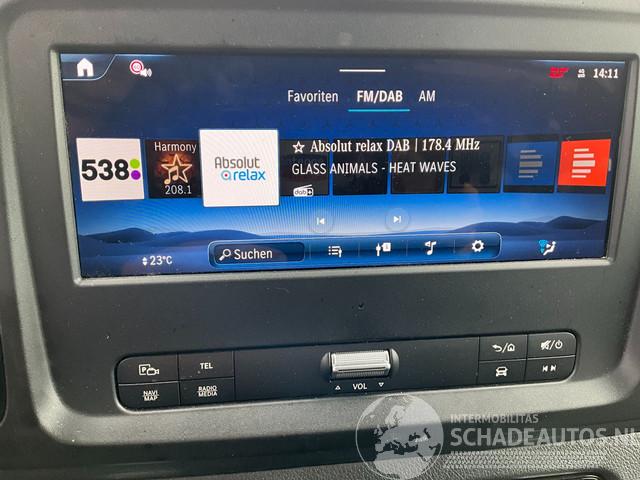 14:11
Favoriten FM/DAB AM
538
Harmony
208.1
Absolut
relax
☆ Absolut relax DAB | 178.4 MHz
GLASS ANIMALS - HEAT WAVES
dab+
23°C
Suchen
TEL
NAVI
MAP
RADIO
MEDIA
VOL
INTERMOBILITAS
SCHADEAUTOS.NL